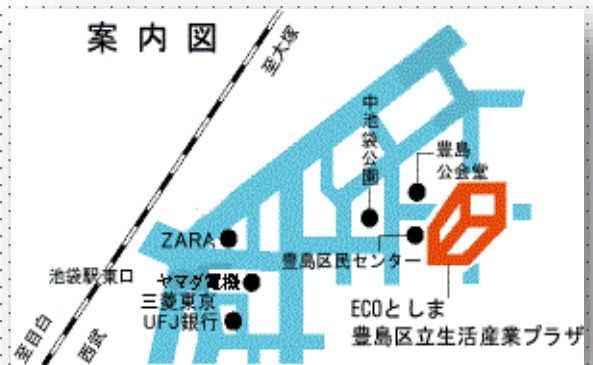 案内図
至大塚
中池袋公園
豊島
公会堂
ZARA
豊島区民センター
池袋駅東口
ヤマダ電機
三菱東京
UFJ銀行
ECOとしま
豊島区立生活産業プラザ
至目白
西武